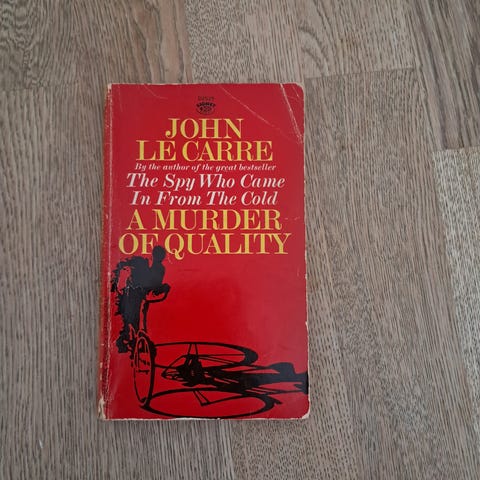 SIGNET
JOHN
LE CARRE
By the author of the great bestseller
The Spy Who Came
In From The Cold
A MURDER
OF QUALITY